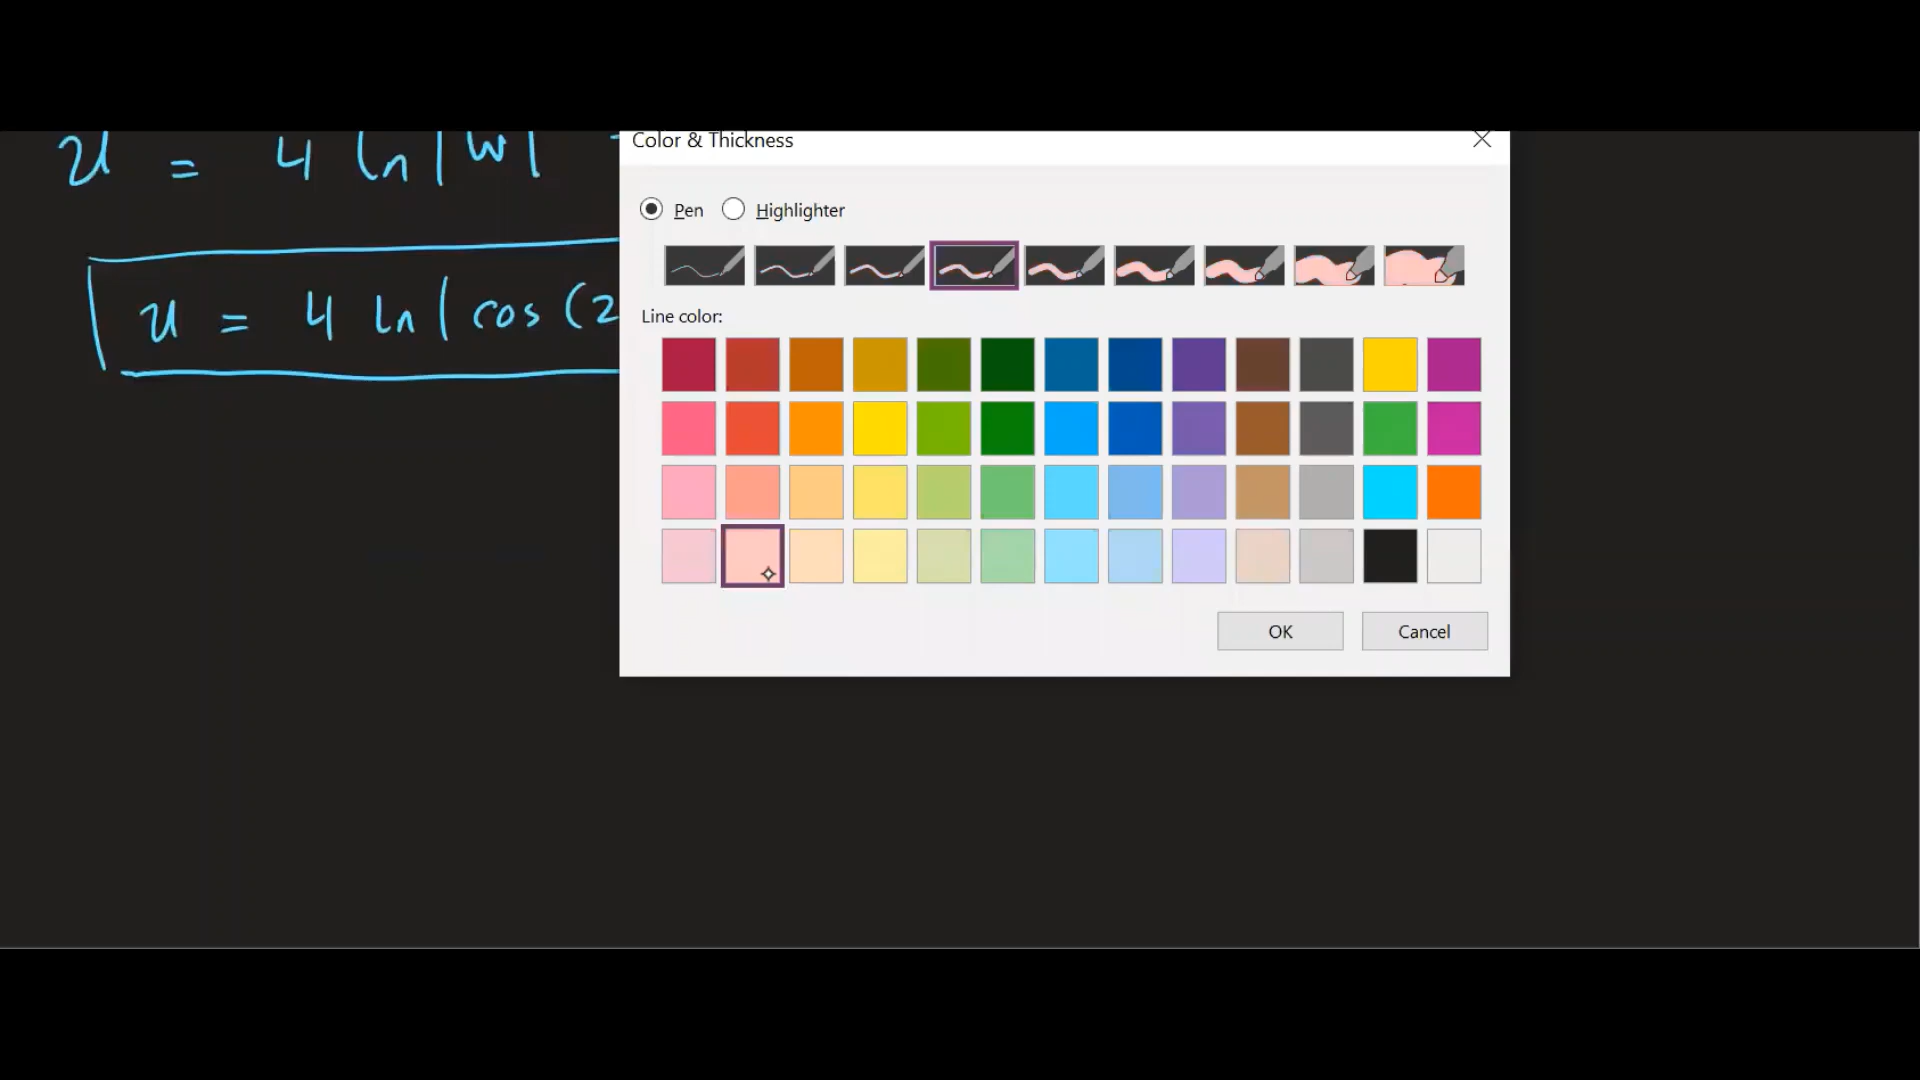 u = 4 ln|w|
Color & Thickness
Pen Highlighter
u = 4 ln|cos(2
Line color:
OK Cancel